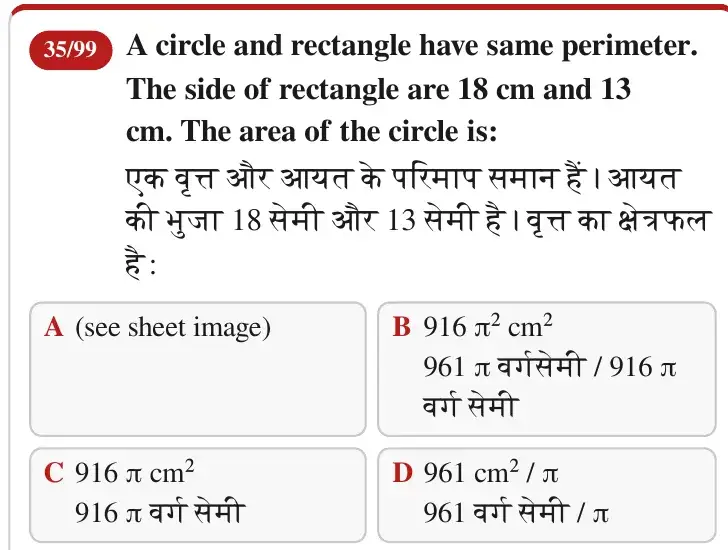 35/99 A circle and rectangle have same perimeter.
The side of rectangle are 18 cm and 13
cm. The area of the circle is:
एक वृत्त और आयत के परिमाप समान हैं। आयत
की भुजा 18 सेमी और 13 सेमी है। वृत्त का क्षेत्रफल
है:
A (see sheet image)
B 916 π² cm²
961 π वर्गसेमी / 916 π
वर्ग सेमी
C 916 π cm²
916 π वर्ग सेमी
D 961 cm² / π
961 वर्ग सेमी / π